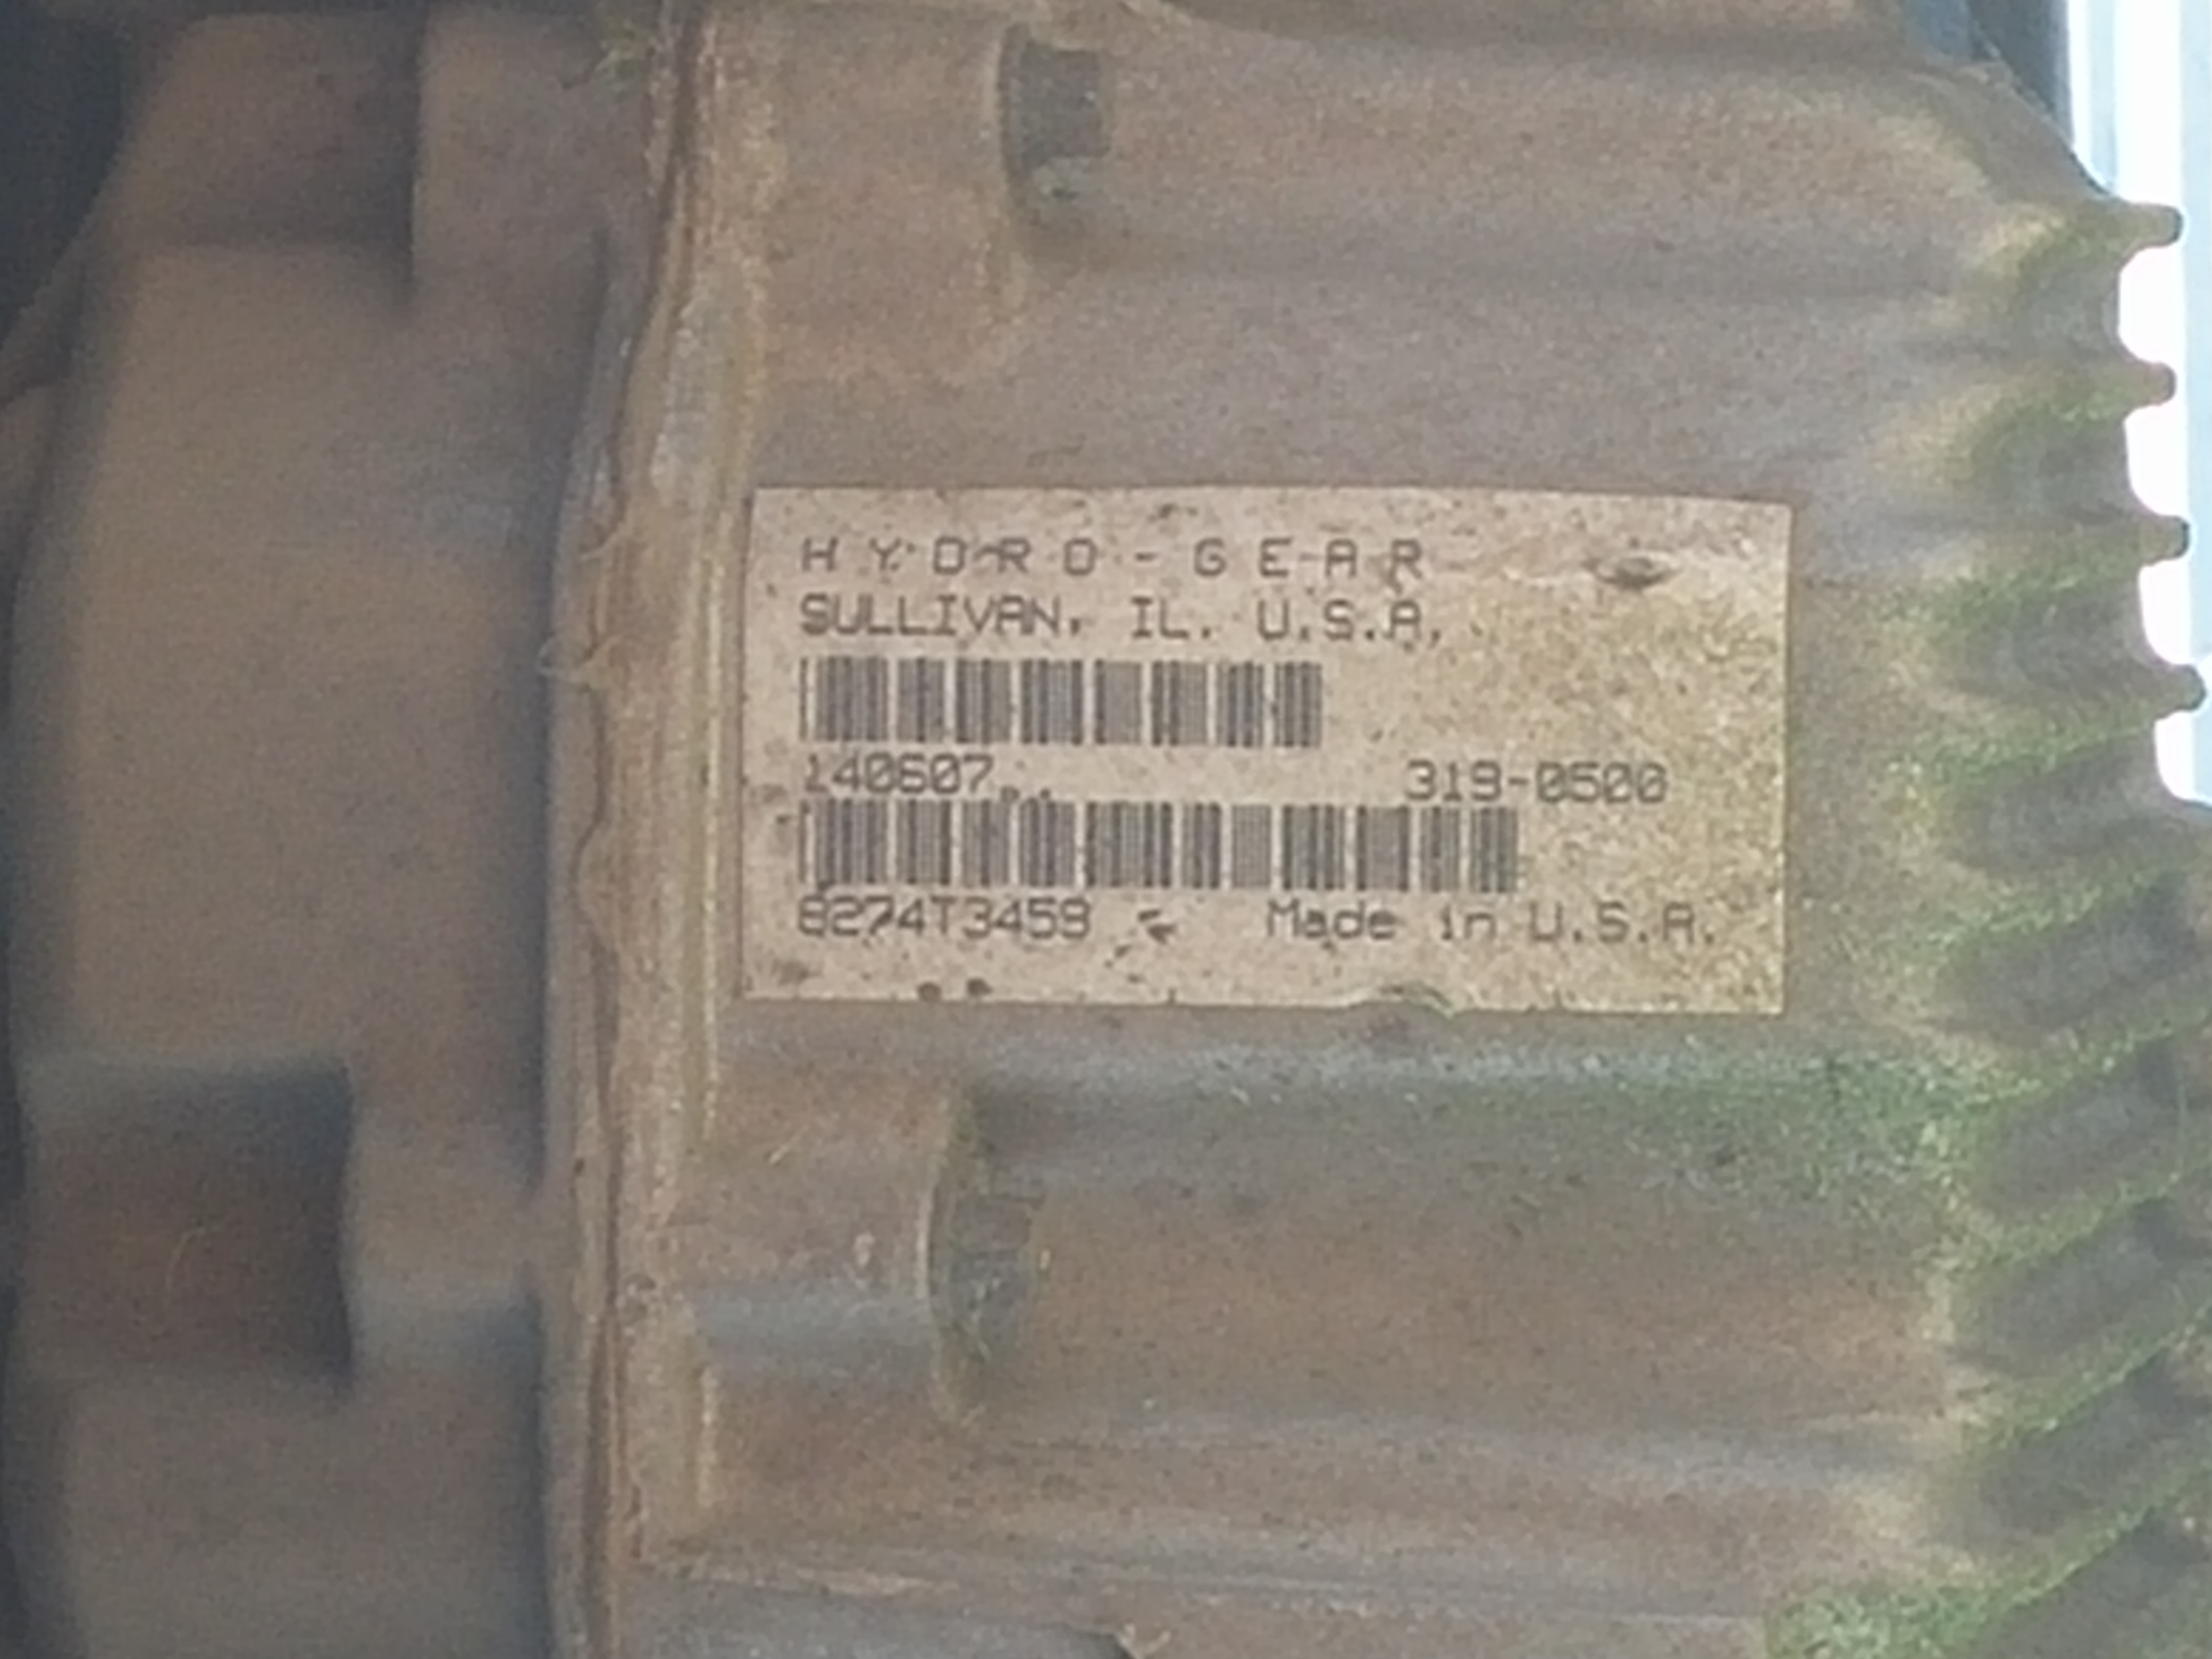 HYDRO-GEAR
SULLIVAN, IL. U.S.A.
140607 319-0500
8274T3459 Made in U.S.A.